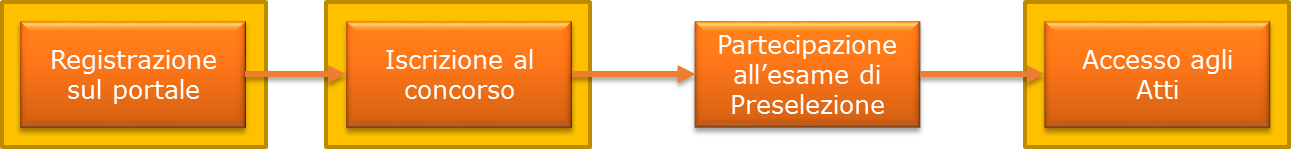 Registrazione
sul portale
Iscrizione al
concorso
Partecipazione
all’esame di
Preselezione
Accesso agli
Atti